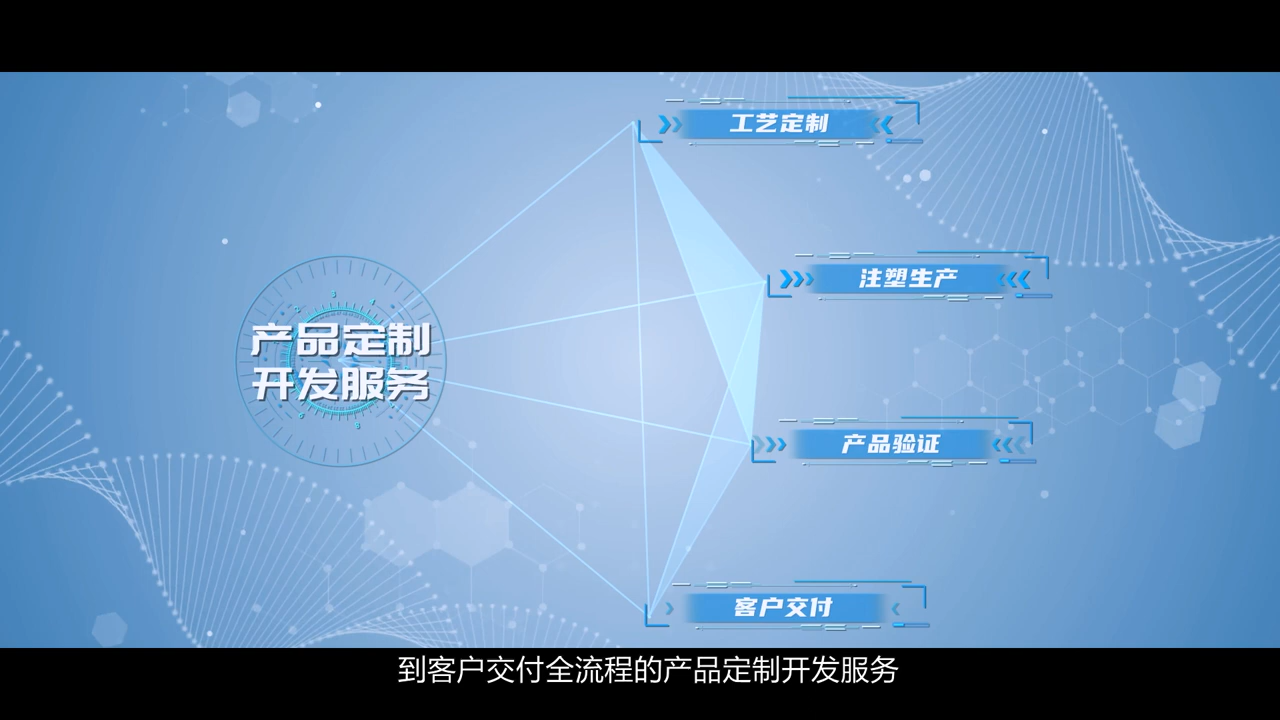 工艺定制
注塑生产
产品定制
开发服务
产品验证
客户交付
到客户交付全流程的产品定制开发服务